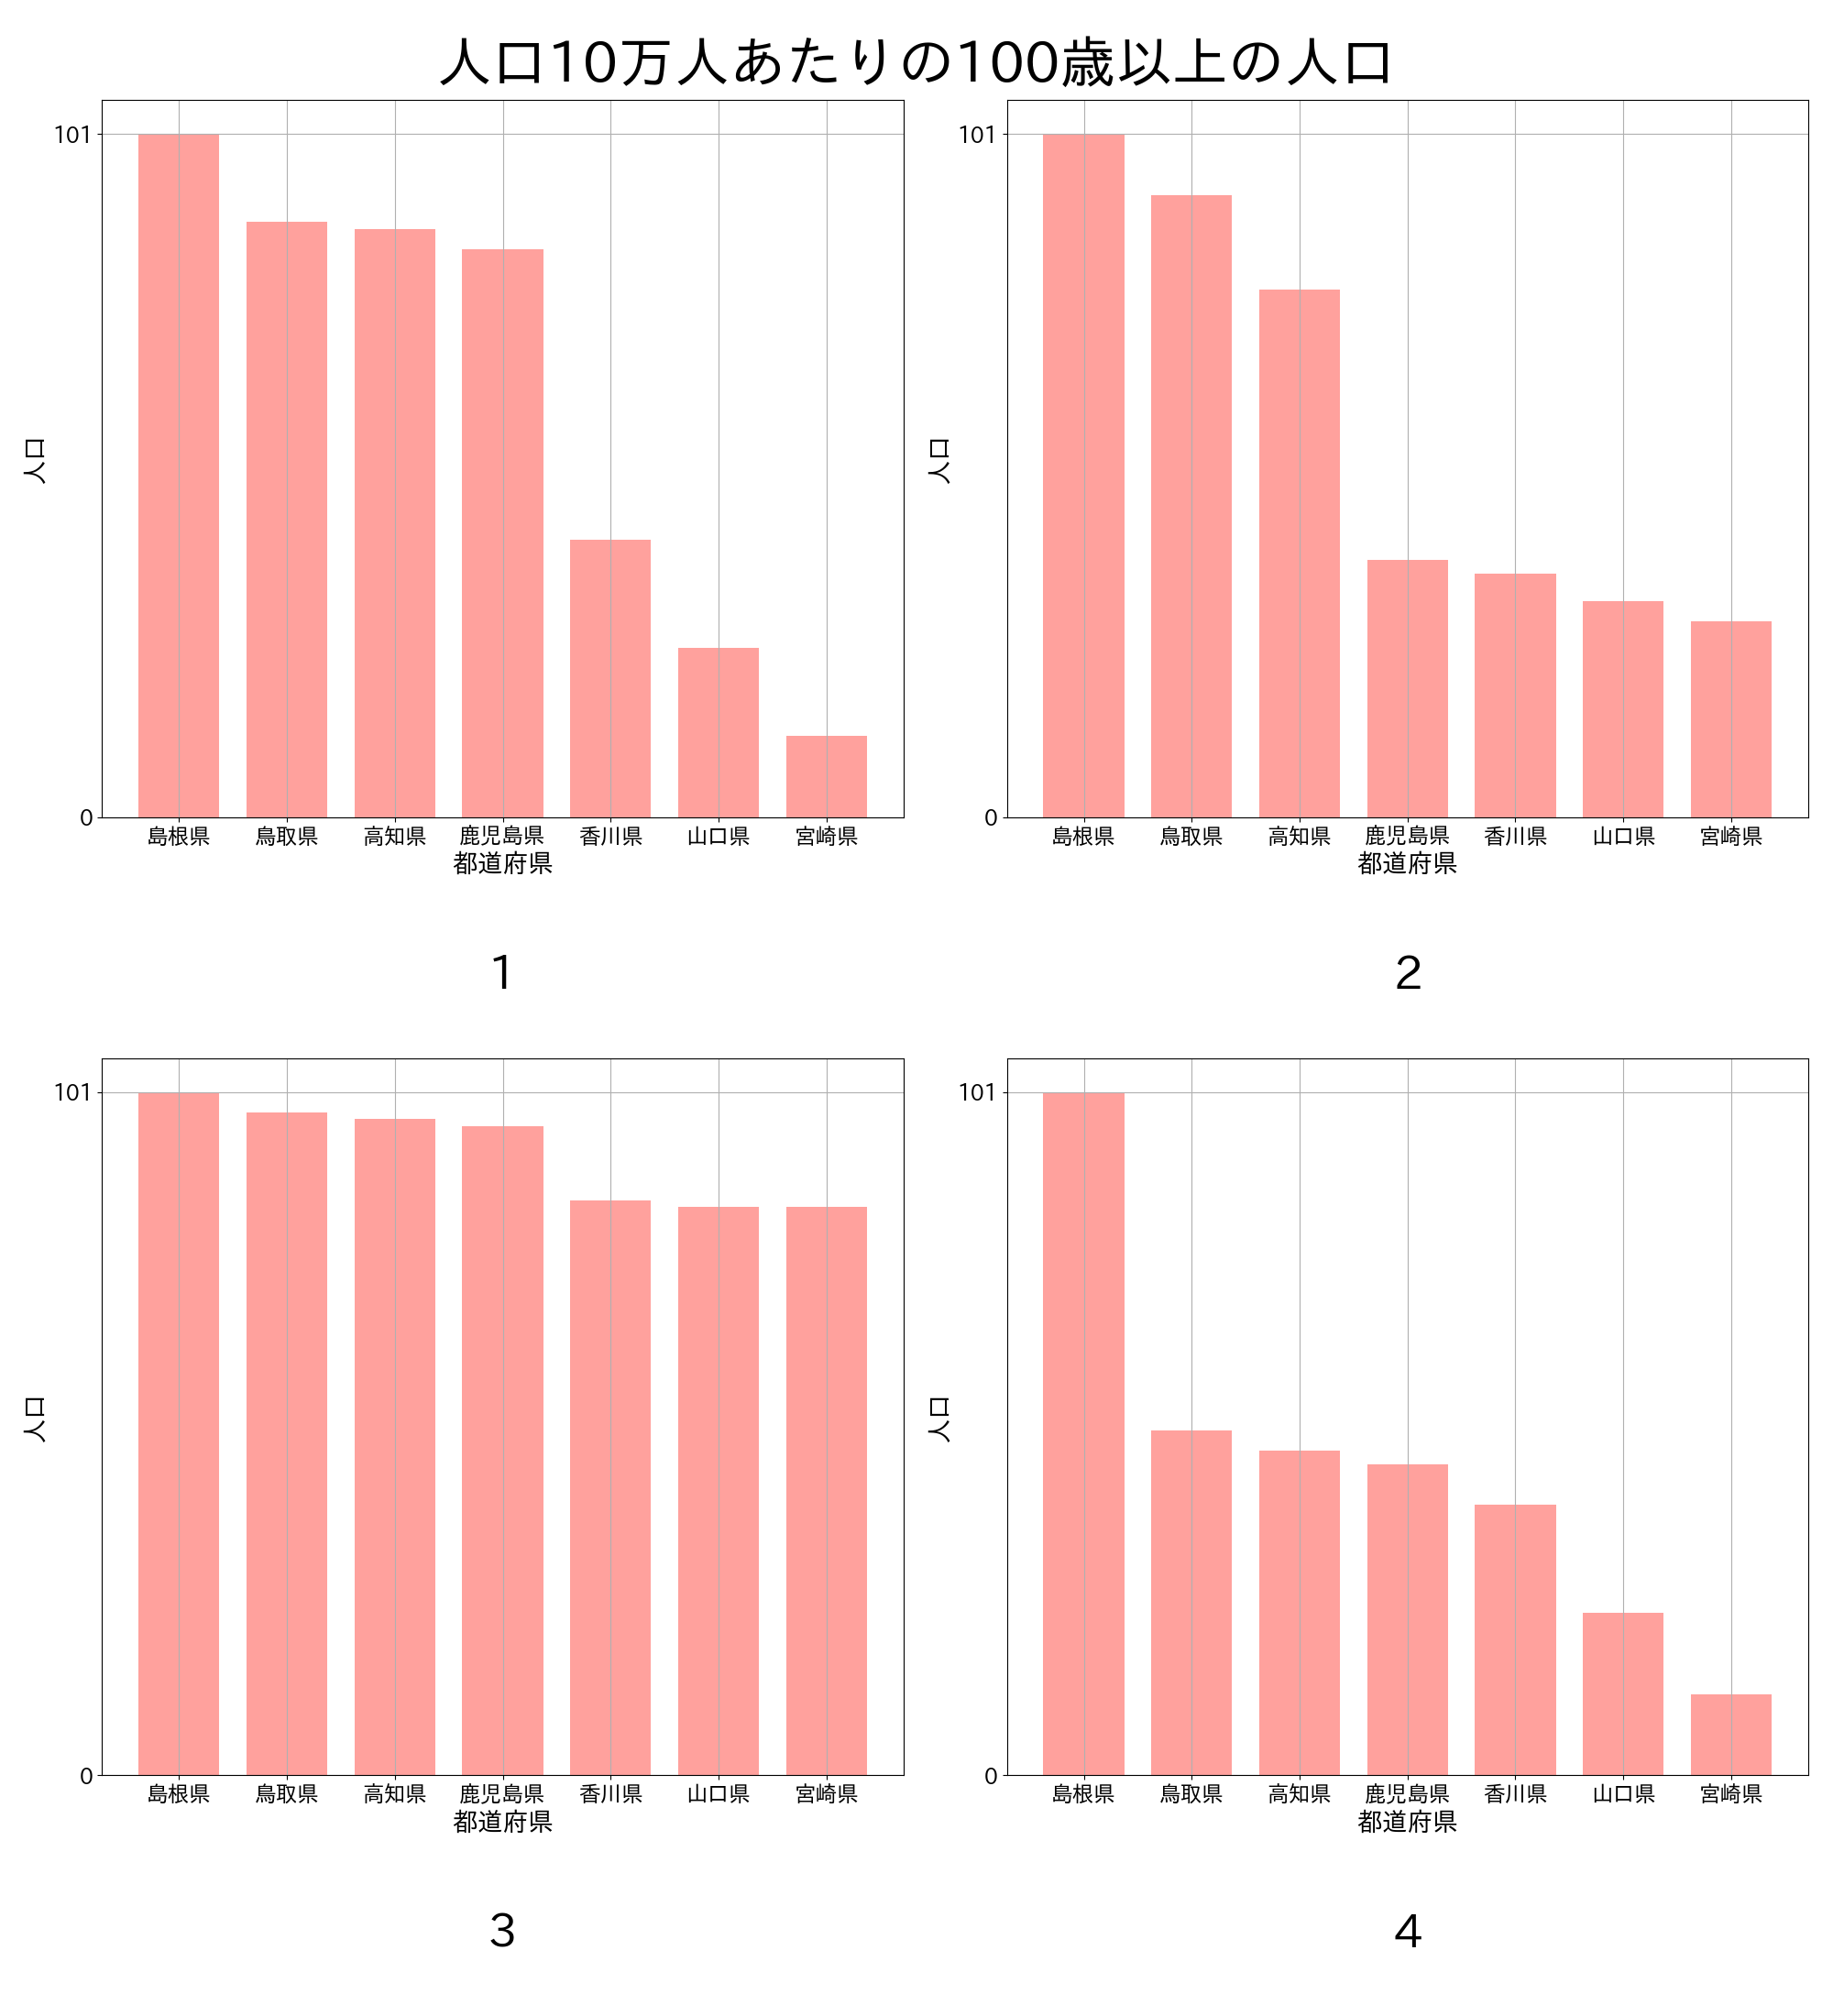 人口10万人あたりの100歳以上の人口
101
人口
0
島根県 鳥取県 高知県 鹿児島県 香川県 山口県 宮崎県
都道府県
1
101
人口
0
島根県 鳥取県 高知県 鹿児島県 香川県 山口県 宮崎県
都道府県
2
101
人口
0
島根県 鳥取県 高知県 鹿児島県 香川県 山口県 宮崎県
都道府県
3
101
人口
0
島根県 鳥取県 高知県 鹿児島県 香川県 山口県 宮崎県
都道府県
4